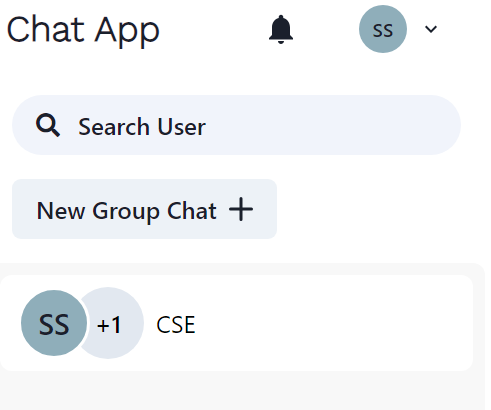 Chat App
SS
Search User
New Group Chat +
SS +1 CSE